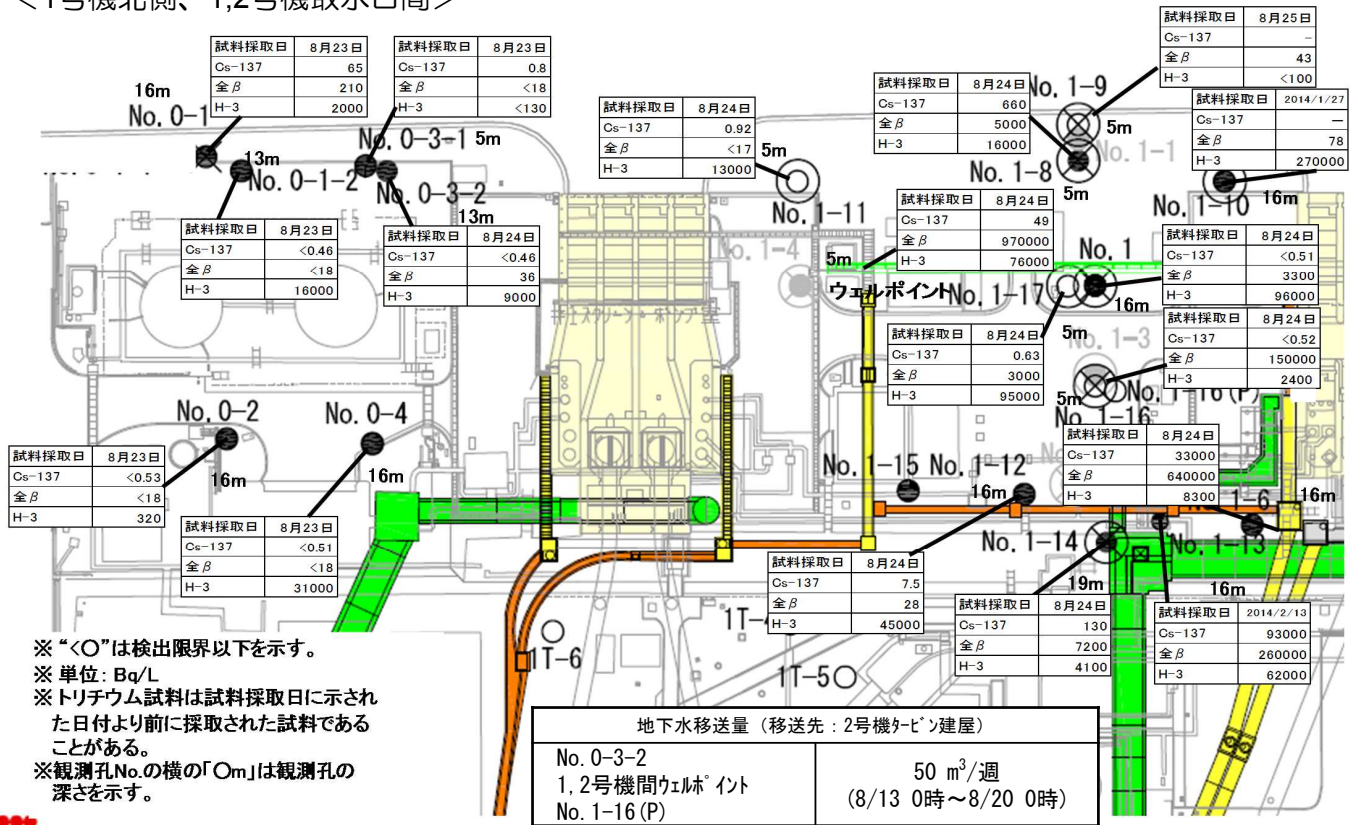 ＜1号機北側、1,2号機取水口間＞
試料採取日 8月23日
Cs-137 65
全β 210
H-3 2000
16m
No. 0-1
試料採取日 8月23日
Cs-137 0.8
全β <18
H-3 <130
No. 0-3-1 5m
13m
No. 0-1-2
No. 0-3-2
13m
試料採取日 8月23日
Cs-137 <0.46
全β <18
H-3 16000
試料採取日 8月24日
Cs-137 <0.46
全β 36
H-3 9000
試料採取日 8月24日
Cs-137 0.92
全β <17
H-3 13000
5m
No. 1-11
No. 1-4
試料採取日 8月24日
Cs-137 660
全β 5000
H-3 16000
No. 1-9
5m
試料採取日 8月25日
Cs-137 -
全β 43
H-3 <100
No. 1-1
No. 1-8
5m
試料採取日 2014/1/27
Cs-137 －
全β 78
H-3 270000
No. 1-10 16m
試料採取日 8月24日
Cs-137 49
全β 970000
H-3 76000
5m
ウェルポイント
No. 1
16m
試料採取日 8月24日
Cs-137 <0.51
全β 3300
H-3 96000
No. 1-17
5m
試料採取日 8月24日
Cs-137 0.63
全β 3000
H-3 95000
No. 1-3
試料採取日 8月24日
Cs-137 <0.52
全β 150000
H-3 2400
5m
No. 1-16
No. 1-16(P)
試料採取日 8月24日
Cs-137 33000
全β 640000
H-3 8300
1-6
16m
No. 0-2
16m
試料採取日 8月23日
Cs-137 <0.53
全β <18
H-3 320
No. 0-4
16m
試料採取日 8月23日
Cs-137 <0.51
全β <18
H-3 31000
No. 1-15 No. 1-12
16m
試料採取日 8月24日
Cs-137 7.5
全β 28
H-3 45000
No. 1-14
19m
試料採取日 8月24日
Cs-137 130
全β 7200
H-3 4100
No. 1-13
16m
試料採取日 2014/2/13
Cs-137 93000
全β 260000
H-3 62000
1T-6
1T-4
1T-5
※ “<○”は検出限界以下を示す。
※ 単位: Bq/L
※トリチウム試料は試料採取日に示され
た日付より前に採取された試料である
ことがある。
※観測孔No.の横の「○m」は観測孔の
深さを示す。
地下水移送量（移送先：2号機ﾀｰﾋﾞﾝ建屋）
No. 0-3-2
1, 2号機間ｳｪﾙﾎﾟｲﾝﾄ
No. 1-16(P)
50 m³/週
(8/13 0時～8/20 0時)